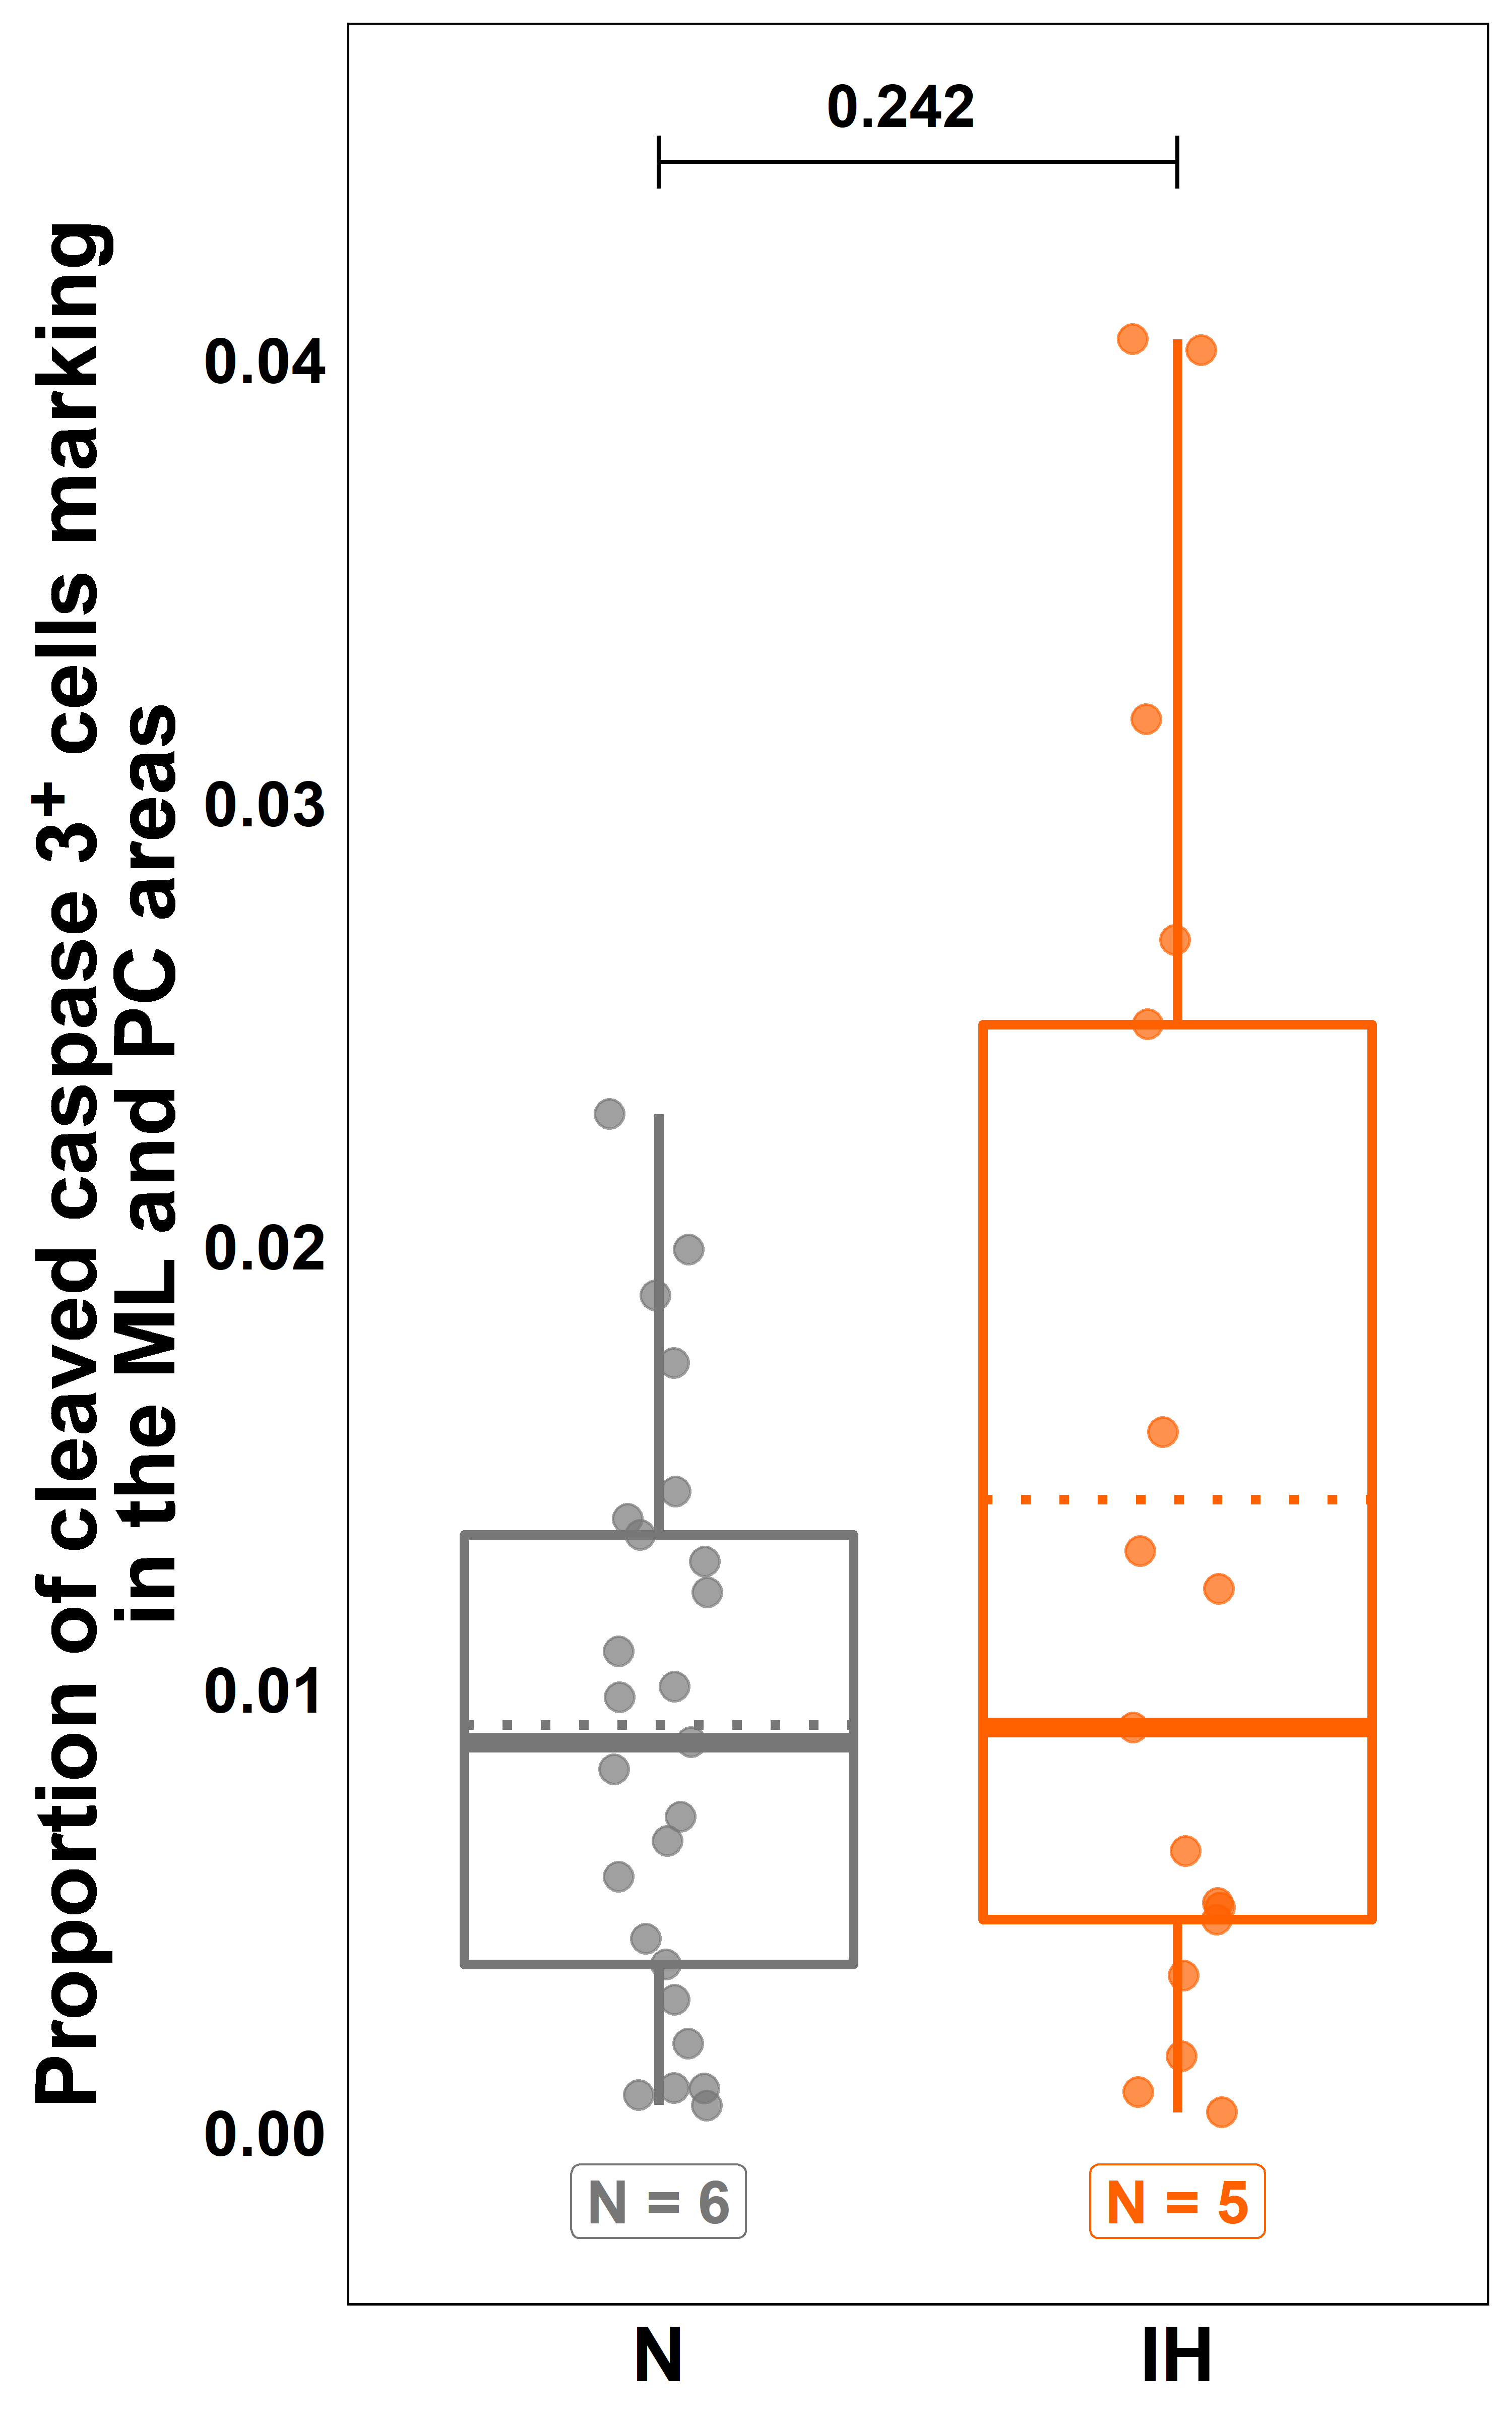 Proportion of cleaved caspase 3⁺ cells marking
in the ML and PC areas
0.242
0.04
0.03
0.02
0.01
0.00
N = 6
N = 5
N
IH